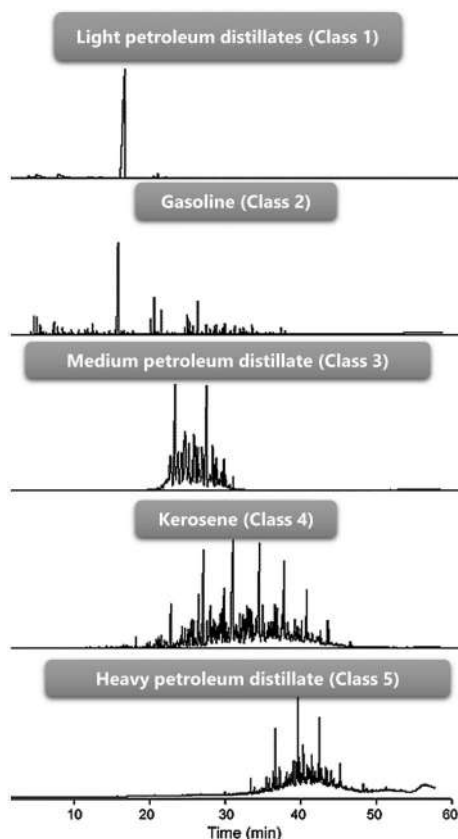 Light petroleum distillates (Class 1)
Gasoline (Class 2)
Medium petroleum distillate (Class 3)
Kerosene (Class 4)
Heavy petroleum distillate (Class 5)
10 20 30 40 50 60
Time (min)